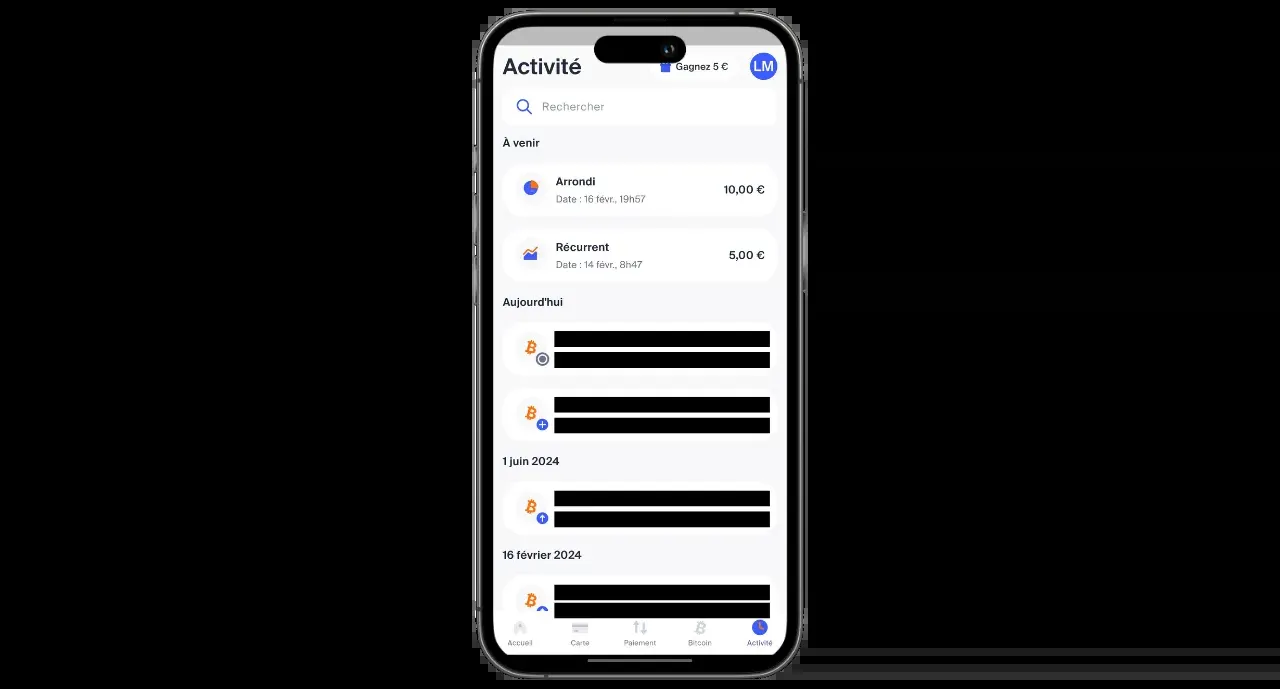 Activité
Gagnez 5 €
LM
Rechercher
À venir
Arrondi
Date : 16 févr., 19h57
10,00 €
Récurrent
Date : 14 févr., 8h47
5,00 €
Aujourd'hui
1 juin 2024
16 février 2024
Accueil
Carte
Paiement
Bitcoin
Activité